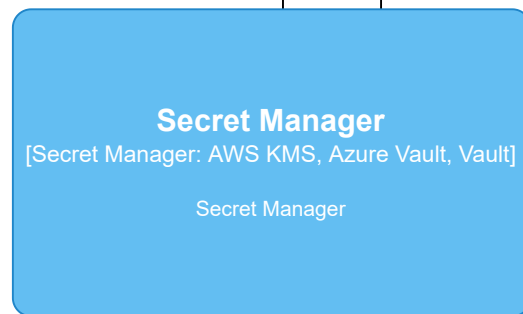 Secret Manager
[Secret Manager: AWS KMS, Azure Vault, Vault]
Secret Manager